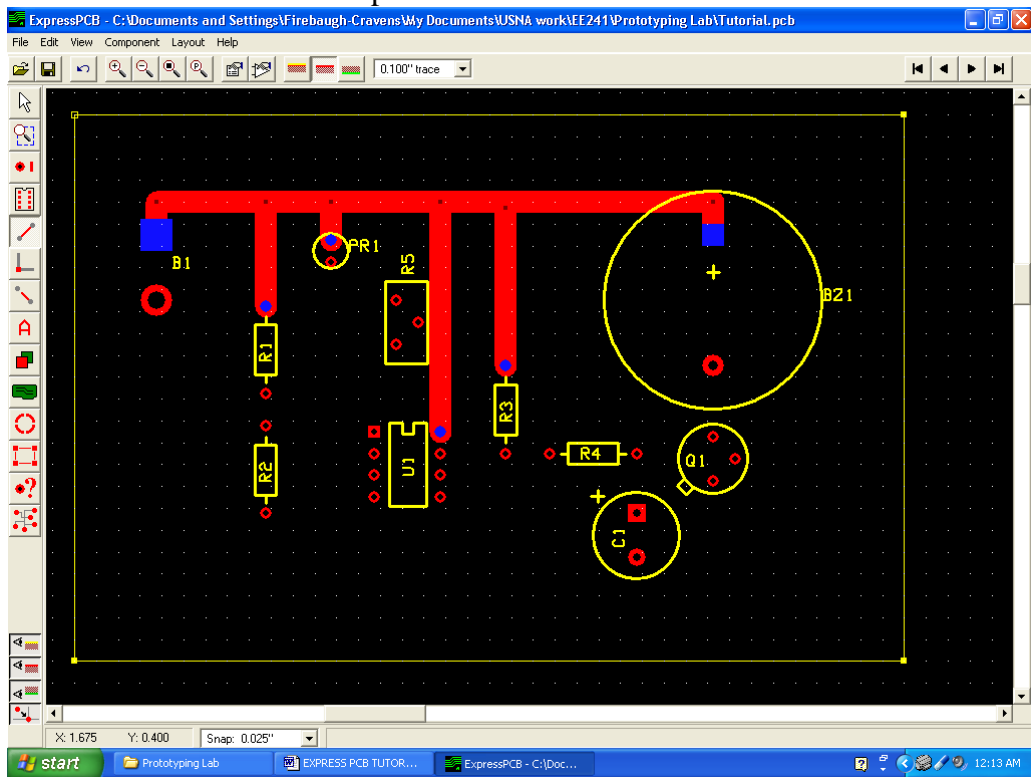 ExpressPCB - C:\Documents and Settings\Firebaugh-Cravens\My Documents\USNA work\EE241\Prototyping Lab\Tutorial.pcb
File Edit View Component Layout Help
0.100" trace
B1
PR1
R5
BZ1
R1
R3
R2
U1
R4
Q1
C1
X: 1.675 Y: 0.400 Snap: 0.025"
start Prototyping Lab EXPRESS PCB TUTOR... ExpressPCB - C:\Doc... 12:13 AM